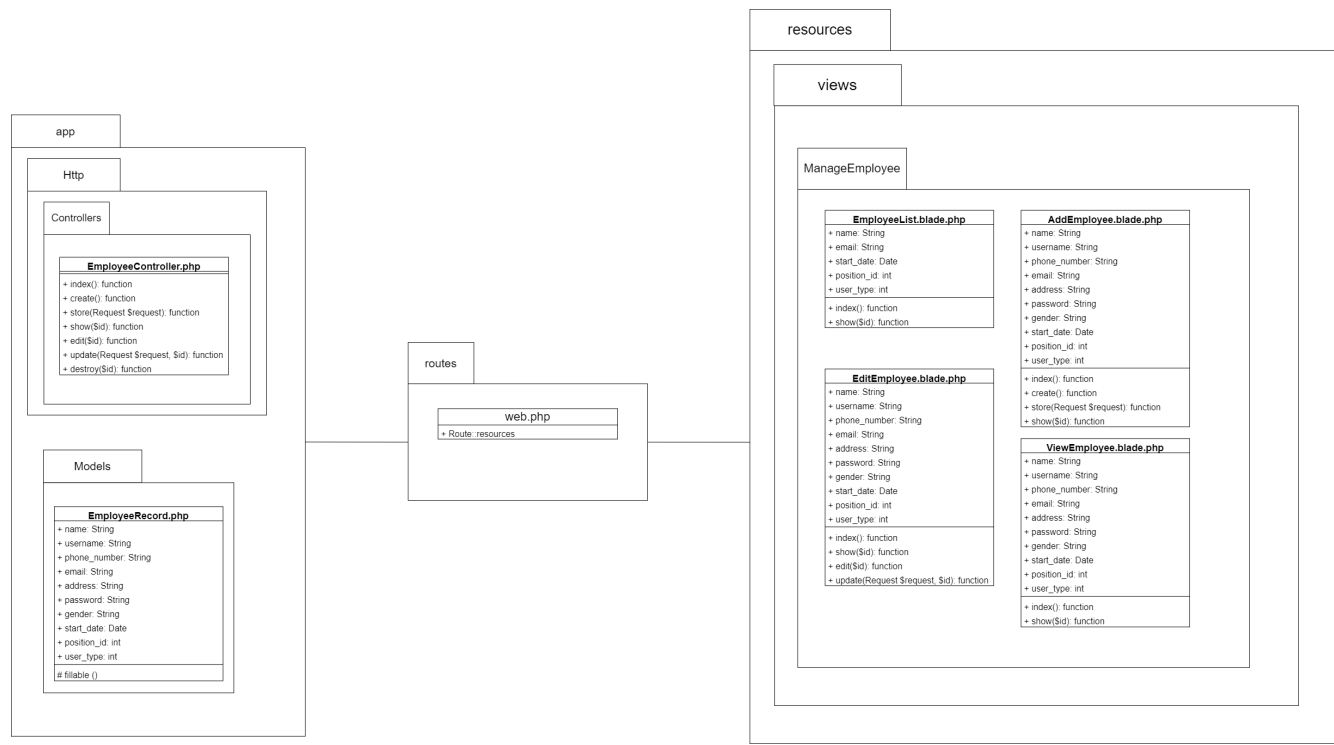 app
Http
Controllers
EmployeeController.php
+ index(): function
+ create(): function
+ store(Request $request): function
+ show($id): function
+ edit($id): function
+ update(Request $request, $id): function
+ destroy($id): function
Models
EmployeeRecord.php
+ name: String
+ username: String
+ phone_number: String
+ email: String
+ address: String
+ password: String
+ gender: String
+ start_date: Date
+ position_id: int
+ user_type: int
# fillable ()
routes
web.php
+ Route::resources
resources
views
ManageEmployee
EmployeeList.blade.php
+ name: String
+ email: String
+ start_date: Date
+ position_id: int
+ user_type: int
+ index(): function
+ show($id): function
EditEmployee.blade.php
+ name: String
+ username: String
+ phone_number: String
+ email: String
+ address: String
+ password: String
+ gender: String
+ start_date: Date
+ position_id: int
+ user_type: int
+ index(): function
+ show($id): function
+ edit($id): function
+ update(Request $request, $id): function
AddEmployee.blade.php
+ name: String
+ username: String
+ phone_number: String
+ email: String
+ address: String
+ password: String
+ gender: String
+ start_date: Date
+ position_id: int
+ user_type: int
+ index(): function
+ create(): function
+ store(Request $request): function
+ show($id): function
ViewEmployee.blade.php
+ name: String
+ username: String
+ phone_number: String
+ email: String
+ address: String
+ password: String
+ gender: String
+ start_date: Date
+ position_id: int
+ user_type: int
+ index(): function
+ show($id): function